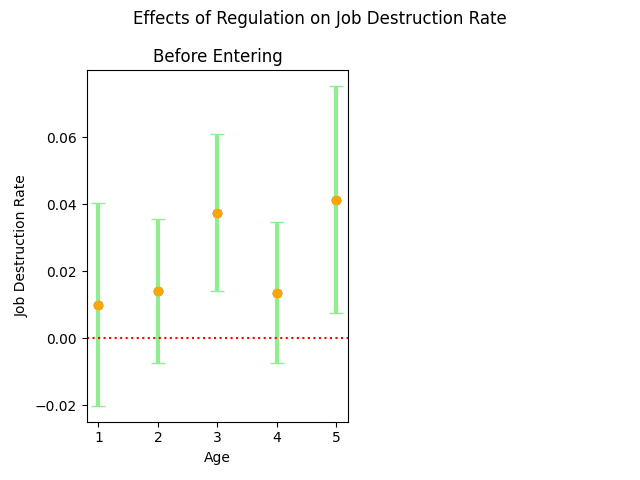 Effects of Regulation on Job Destruction Rate
Before Entering
Job Destruction Rate
0.06
0.04
0.02
0.00
−0.02
1 2 3 4 5
Age